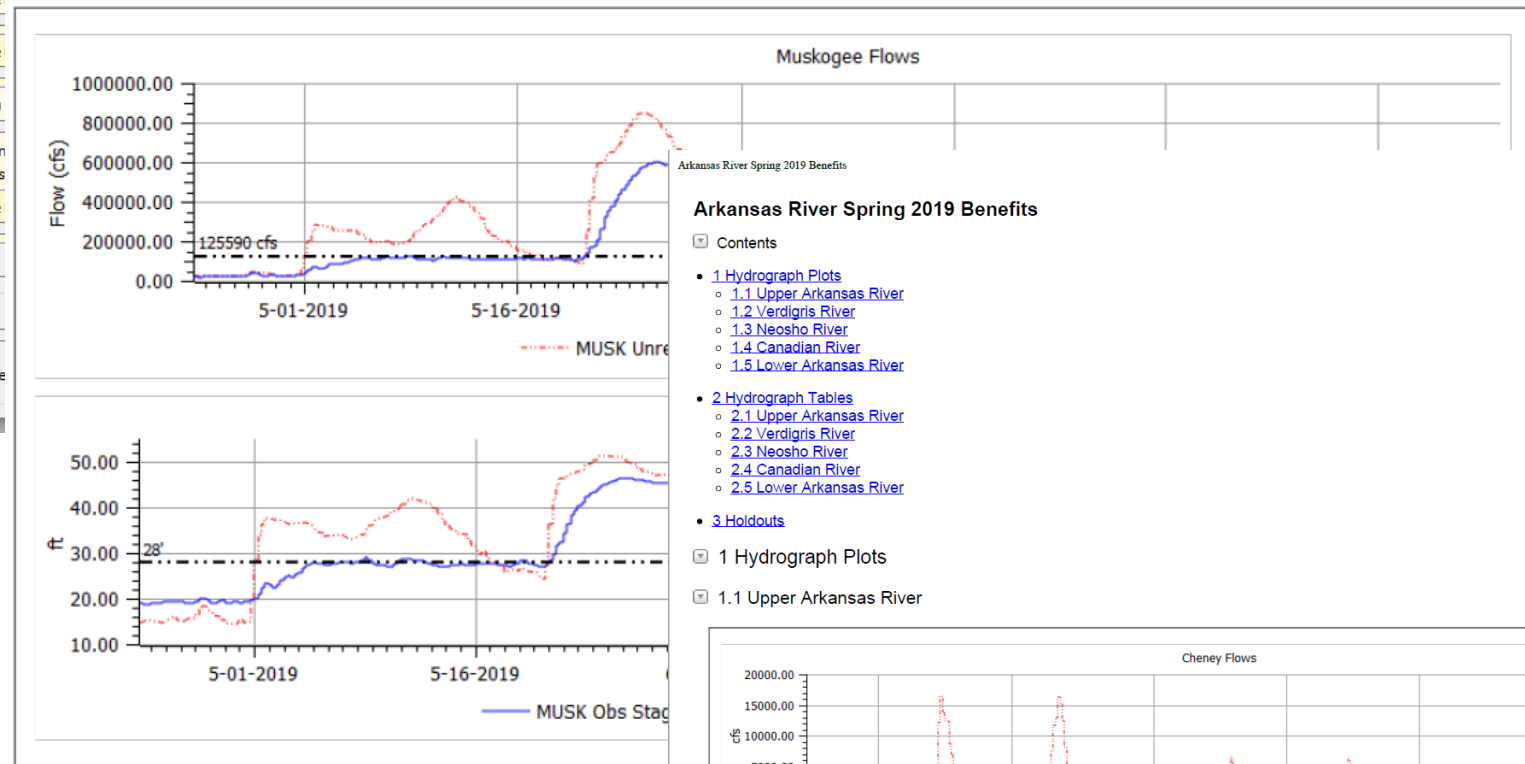 Muskogee Flows
1000000.00
800000.00
600000.00
400000.00
200000.00
0.00
Flow (cfs)
125590 cfs
5-01-2019
5-16-2019
MUSK Unre
50.00
40.00
30.00
20.00
10.00
ft
28'
5-01-2019
5-16-2019
MUSK Obs Stag
Arkansas River Spring 2019 Benefits
Arkansas River Spring 2019 Benefits
Contents
1 Hydrograph Plots
1.1 Upper Arkansas River
1.2 Verdigris River
1.3 Neosho River
1.4 Canadian River
1.5 Lower Arkansas River
2 Hydrograph Tables
2.1 Upper Arkansas River
2.2 Verdigris River
2.3 Neosho River
2.4 Canadian River
2.5 Lower Arkansas River
3 Holdouts
1 Hydrograph Plots
1.1 Upper Arkansas River
Cheney Flows
20000.00
15000.00
10000.00
cfs